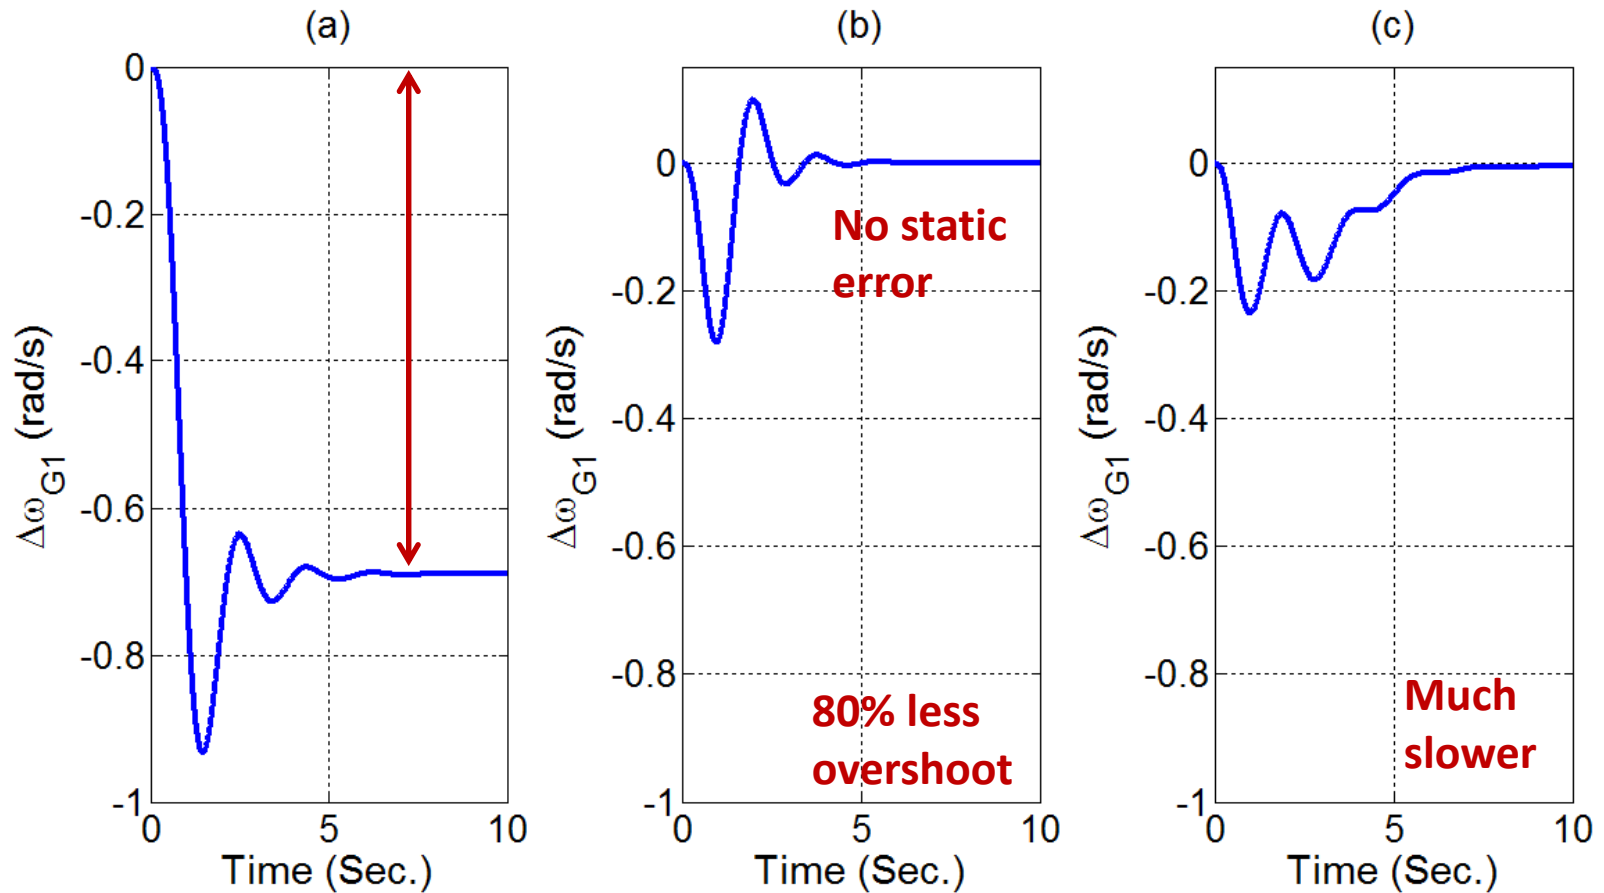 (a)
0
-0.2
-0.4
-0.6
-0.8
-1
0
5
10
Time (Sec.)
Δω_G1 (rad/s)
(b)
0
-0.2
-0.4
-0.6
-0.8
-1
0
5
10
Time (Sec.)
Δω_G1 (rad/s)
No static
error
80% less
overshoot
(c)
0
-0.2
-0.4
-0.6
-0.8
-1
0
5
10
Time (Sec.)
Δω_G1 (rad/s)
Much
slower